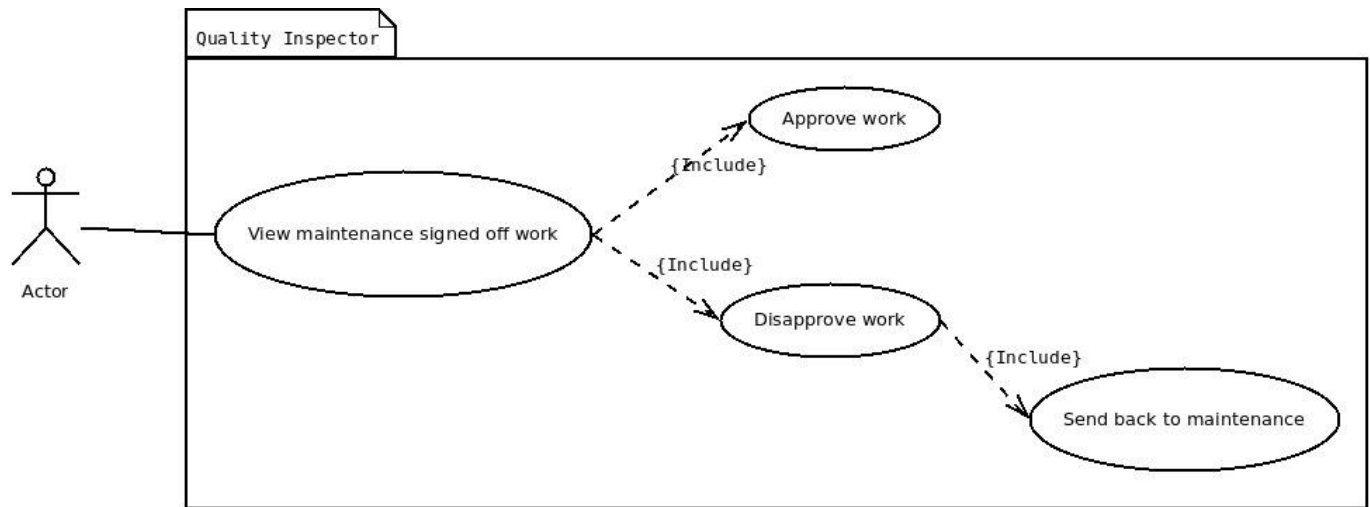 Quality Inspector
Approve work
{Include}
View maintenance signed off work
{Include}
Actor
Disapprove work
{Include}
Send back to maintenance